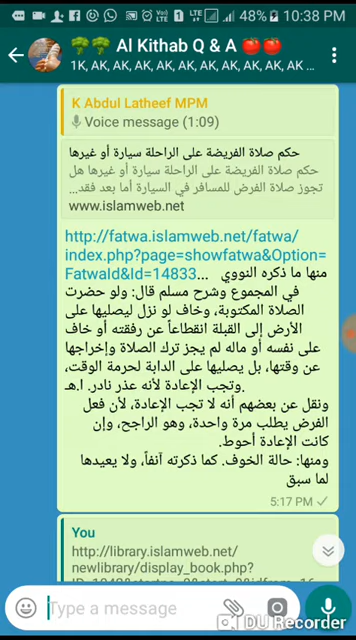 48% 10:38 PM
Al Kithab Q & A
1K, AK, AK, AK, AK, AK, AK, AK, AK, AK ...
K Abdul Latheef MPM
Voice message (1:09)
حكم صلاة الفريضة على الراحلة سيارة أو غيرها
حكم صلاة الفريضة على الراحلة سيارة أو غيرها هل
تجوز صلاة الفرض للمسافر في السيارة أما بعد فقد...
www.islamweb.net
http://fatwa.islamweb.net/fatwa/
index.php?page=showfatwa&Option=
FatwaId&Id=14833... منها ما ذكره النووي
في المجموع وشرح مسلم قال: ولو حضرت
الصلاة المكتوبة، وخاف لو نزل ليصليها على
الأرض إلى القبلة انقطاعاً عن رفقته أو خاف
على نفسه أو ماله لم يجز ترك الصلاة وإخراجها
عن وقتها، بل يصليها على الدابة لحرمة الوقت،
وتجب الإعادة لأنه عذر نادر. ا.هـ.
ونقل عن بعضهم أنه لا تجب الإعادة، لأن فعل
الفرض يطلب مرة واحدة، وهو الراجح، وإن
كانت الإعادة أحوط.
ومنها: حالة الخوف. كما ذكرته آنفاً، ولا يعيدها
لما سبق
5:17 PM
You
http://library.islamweb.net/
newlibrary/display_book.php?
Type a message
DU Recorder